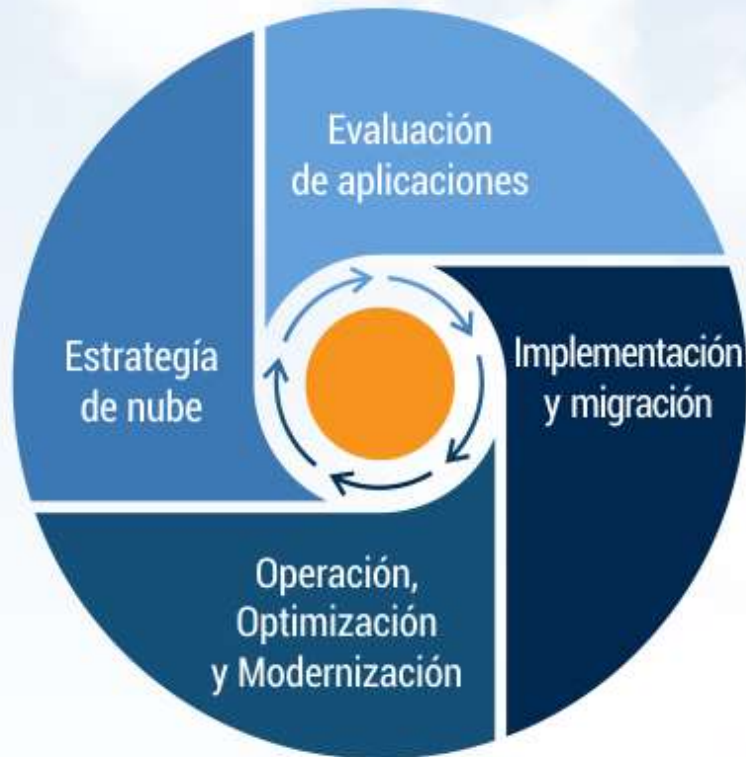 Evaluación
de aplicaciones
Estrategía
de nube
Implementación
y migración
Operación,
Optimización
y Modernización